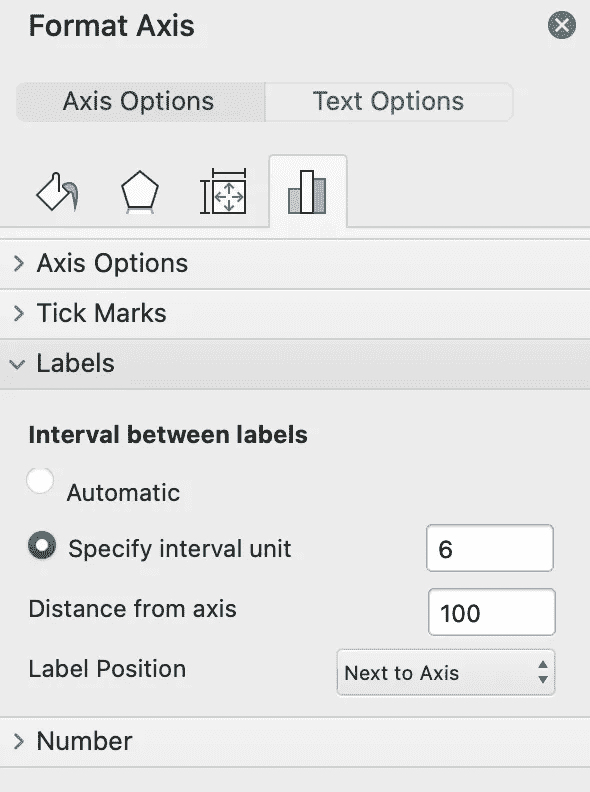 Format Axis
Axis Options Text Options
Axis Options
Tick Marks
Labels
Interval between labels
Automatic
Specify interval unit 6
Distance from axis 100
Label Position Next to Axis
Number